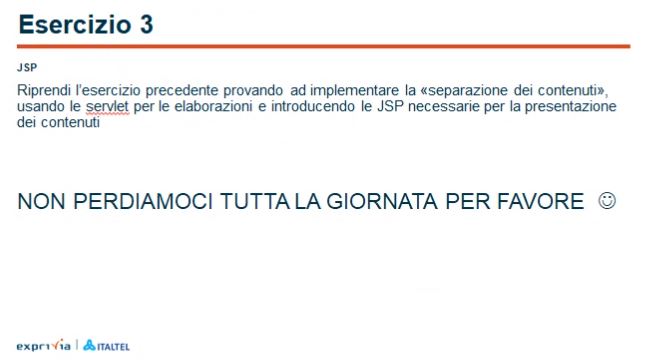 Esercizio 3
JSP
Riprendi l'esercizio precedente provando ad implementare la «separazione dei contenuti»,
usando le servlet per le elaborazioni e introducendo le JSP necessarie per la presentazione
dei contenuti
NON PERDIAMOCI TUTTA LA GIORNATA PER FAVORE ☺
exprivia | ITALTEL